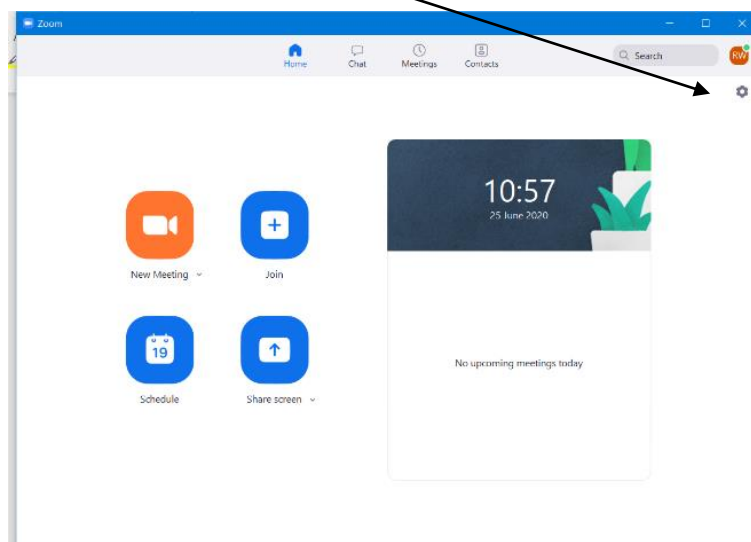 Zoom
Home
Chat
Meetings
Contacts
Search
RW
10:57
25 June 2020
New Meeting
Join
19
Schedule
Share screen
No upcoming meetings today